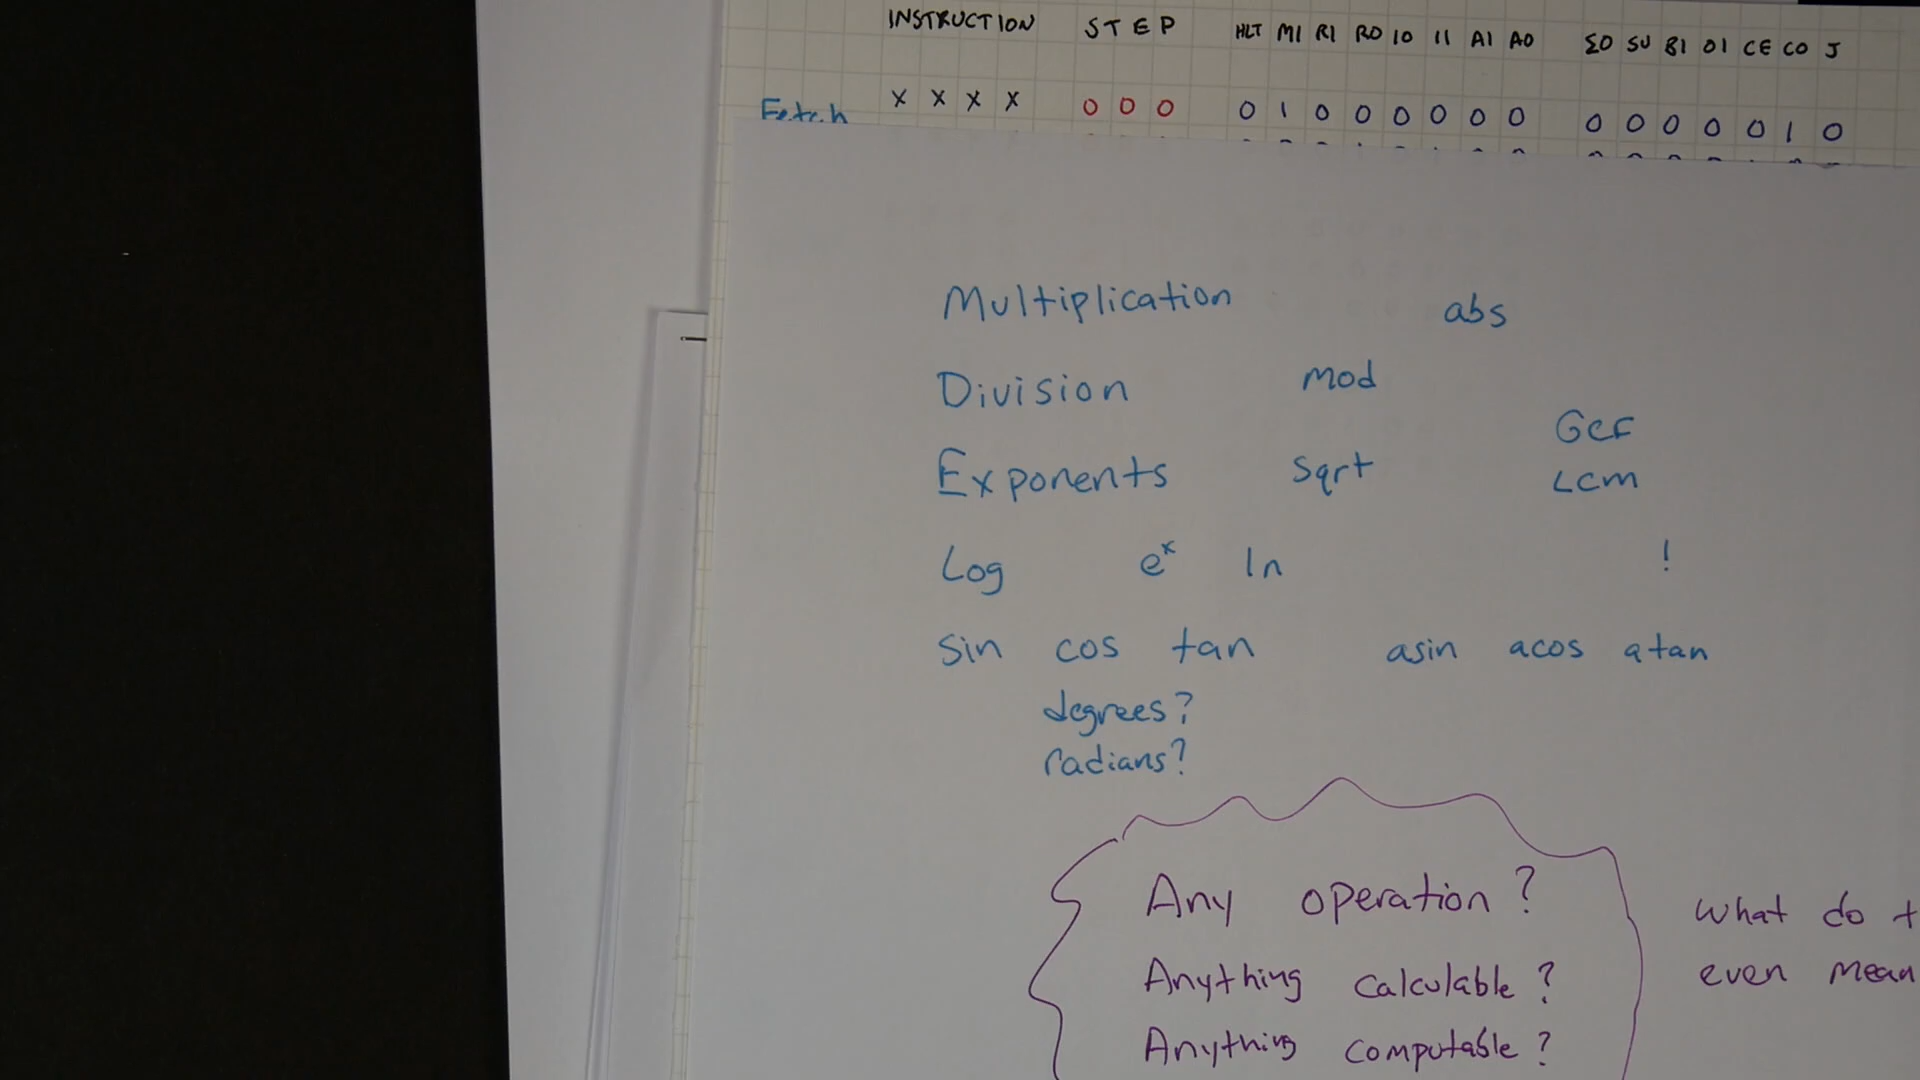 INSTRUCTION STEP HLT MI RI RO IO II AI AO ΣO SU BI OI CE CO J
Fetch X X X X 0 0 0 0 1 0 0 0 0 0 0 0 0 0 0 0 1 0
Multiplication abs
Division mod
GCF
Exponents Sqrt LCM
Log eˣ ln !
Sin cos tan asin acos atan
degrees?
radians?
Any operation? What do
Anything calculable? even mean
Anything computable?